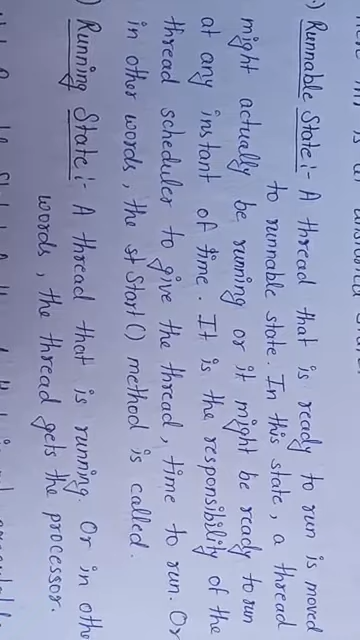 Runnable State:- A thread that is ready to run is moved
to runnable state. In this state, a thread
might actually be running or it might be ready to run
at any instant of time. It is the responsibility of the
thread scheduler to give the thread, time to run. Or
in other words, the st Start() method is called.
Running State:- A thread that is running. Or in othe
words, the thread gets the processor.